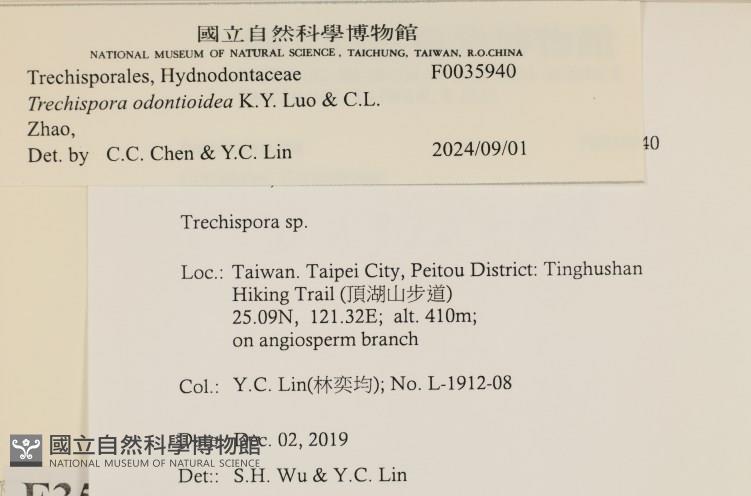 國立自然科學博物館
NATIONAL MUSEUM OF NATURAL SCIENCE, TAICHUNG, TAIWAN, R.O.CHINA
Trechisporales, Hydnodontaceae F0035940
Trechispora odontioidea K.Y. Luo & C.L.
Zhao,
Det. by C.C. Chen & Y.C. Lin 2024/09/01
40
Trechispora sp.
Loc.: Taiwan. Taipei City, Peitou District: Tinghushan
Hiking Trail (頂湖山步道)
25.09N, 121.32E; alt. 410m;
on angiosperm branch
Col.: Y.C. Lin(林奕均); No. L-1912-08
Date: Dec. 02, 2019
國立自然科學博物館
NATIONAL MUSEUM OF NATURAL SCIENCE
Det:: S.H. Wu & Y.C. Lin